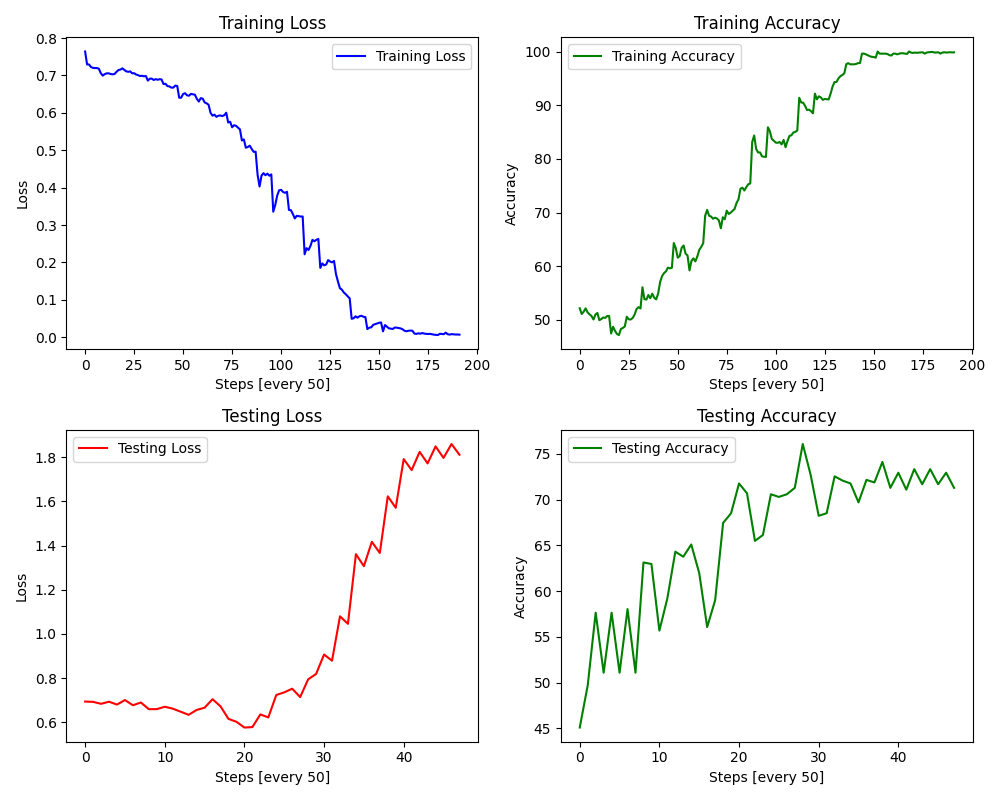 Training Loss
Training Loss
Loss
0.8
0.7
0.6
0.5
0.4
0.3
0.2
0.1
0.0
0 25 50 75 100 125 150 175 200
Steps [every 50]
Training Accuracy
Training Accuracy
Accuracy
100
90
80
70
60
50
0 25 50 75 100 125 150 175 200
Steps [every 50]
Testing Loss
Testing Loss
Loss
1.8
1.6
1.4
1.2
1.0
0.8
0.6
0 10 20 30 40
Steps [every 50]
Testing Accuracy
Testing Accuracy
Accuracy
75
70
65
60
55
50
45
0 10 20 30 40
Steps [every 50]